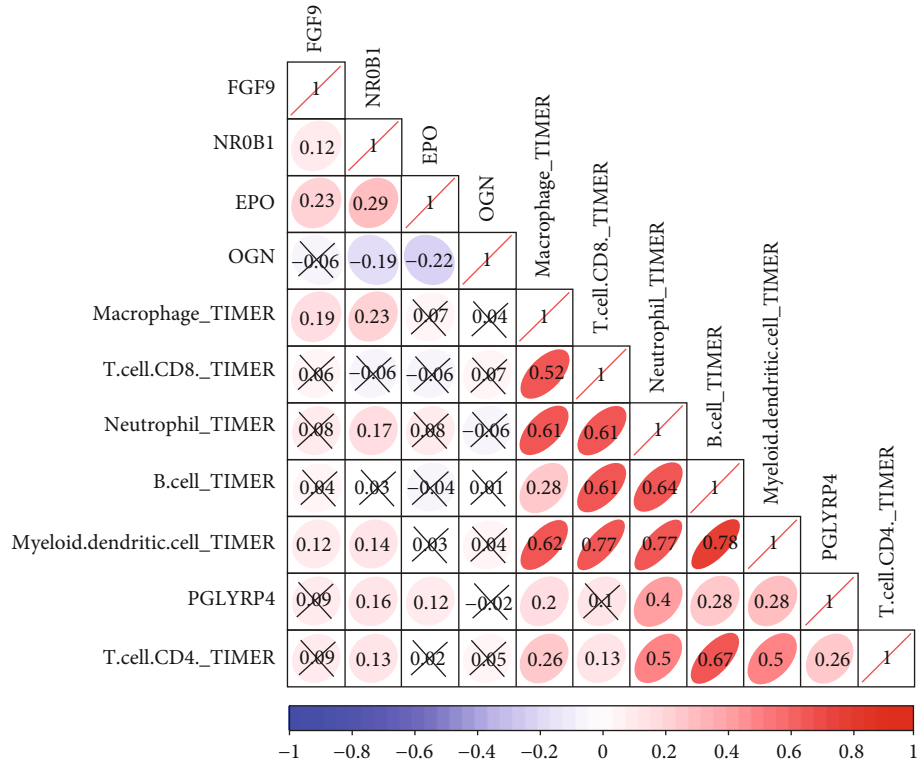 FGF9
NR0B1
EPO
OGN
Macrophage_TIMER
T.cell.CD8._TIMER
Neutrophil_TIMER
B.cell_TIMER
Myeloid.dendritic.cell_TIMER
PGLYRP4
T.cell.CD4._TIMER
FGF9 1
NR0B1 0.12 1
EPO 0.23 0.29 1
OGN −0.06 −0.19 −0.22 1
Macrophage_TIMER 0.19 0.23 0.07 0.04 1
T.cell.CD8._TIMER 0.06 −0.06 −0.06 0.07 0.52 1
Neutrophil_TIMER 0.08 0.17 0.08 −0.06 0.61 0.61 1
B.cell_TIMER 0.04 0.03 −0.04 0.01 0.28 0.61 0.64 1
Myeloid.dendritic.cell_TIMER 0.12 0.14 0.03 0.04 0.62 0.77 0.77 0.78 1
PGLYRP4 0.09 0.16 0.12 −0.02 0.2 0.1 0.4 0.28 0.28 1
T.cell.CD4._TIMER 0.09 0.13 0.02 0.05 0.26 0.13 0.5 0.67 0.5 0.26 1
−1 −0.8 −0.6 −0.4 −0.2 0 0.2 0.4 0.6 0.8 1